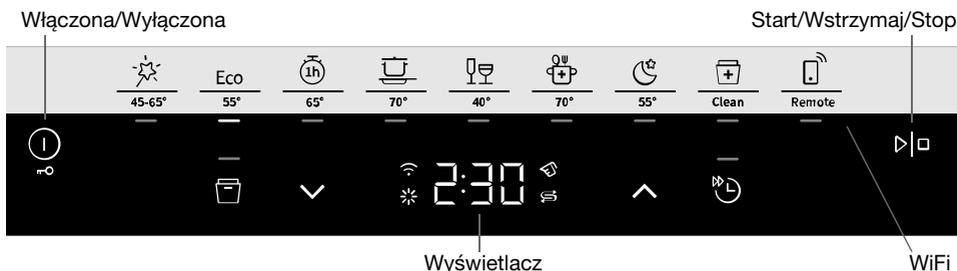 Włączona/Wyłączona Start/Wstrzymaj/Stop
Eco 1h
45-65° 55° 65° 70° 40° 70° 55° Clean Remote
2:30
Wyświetlacz WiFi